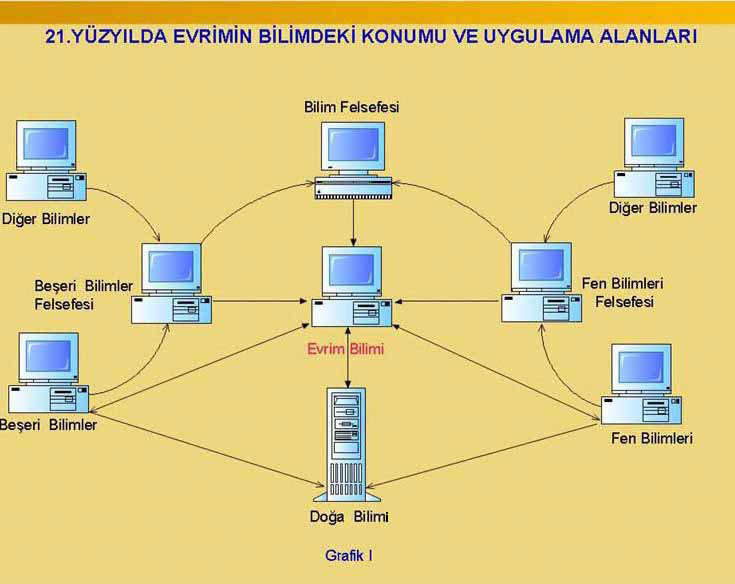 21.YÜZYILDA EVRİMİN BİLİMDEKİ KONUMU VE UYGULAMA ALANLARI
Bilim Felsefesi
Diğer Bilimler
Diğer Bilimler
Beşeri Bilimler
Felsefesi
Fen Bilimleri
Felsefesi
Evrim Bilimi
Beşeri Bilimler
Fen Bilimleri
Doğa Bilimi
Grafik I